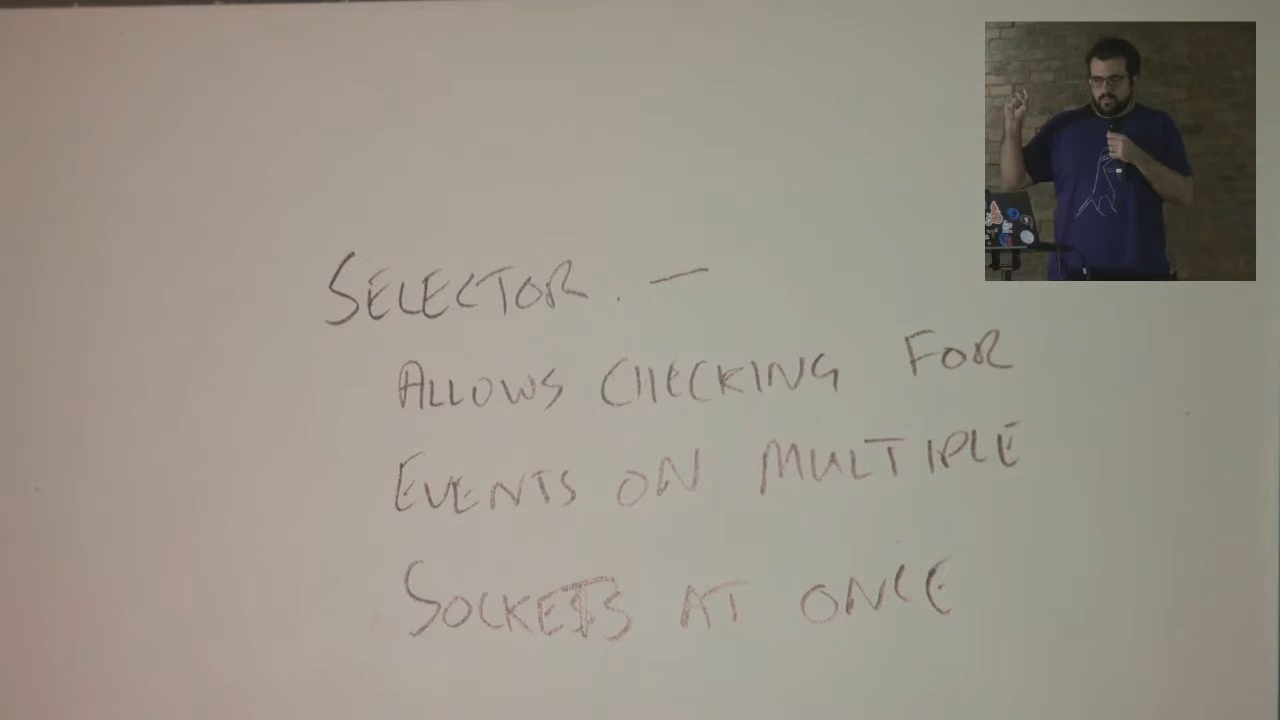 SELECTOR. —
ALLOWS CHECKING FOR
EVENTS ON MULTIPLE
SOCKETS AT ONCE